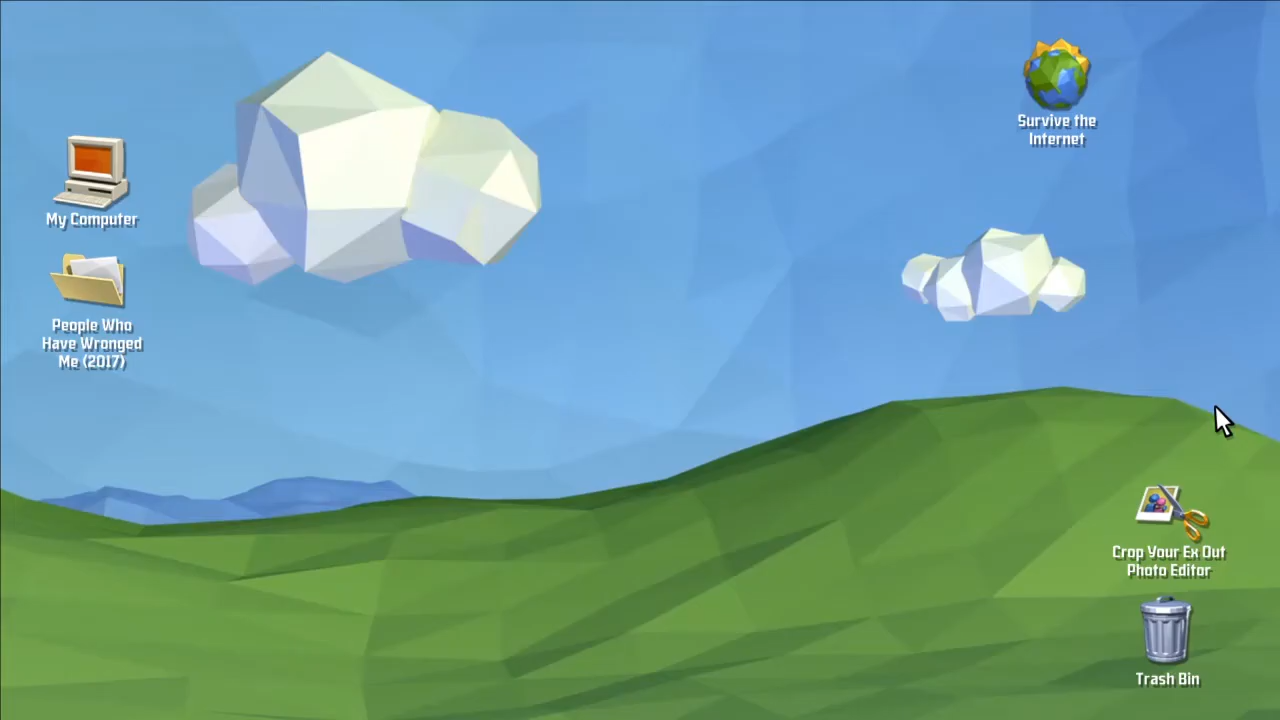 My Computer
People Who
Have Wronged
Me (2017)
Survive the
Internet
Crop Your Ex Out
Photo Editor
Trash Bin